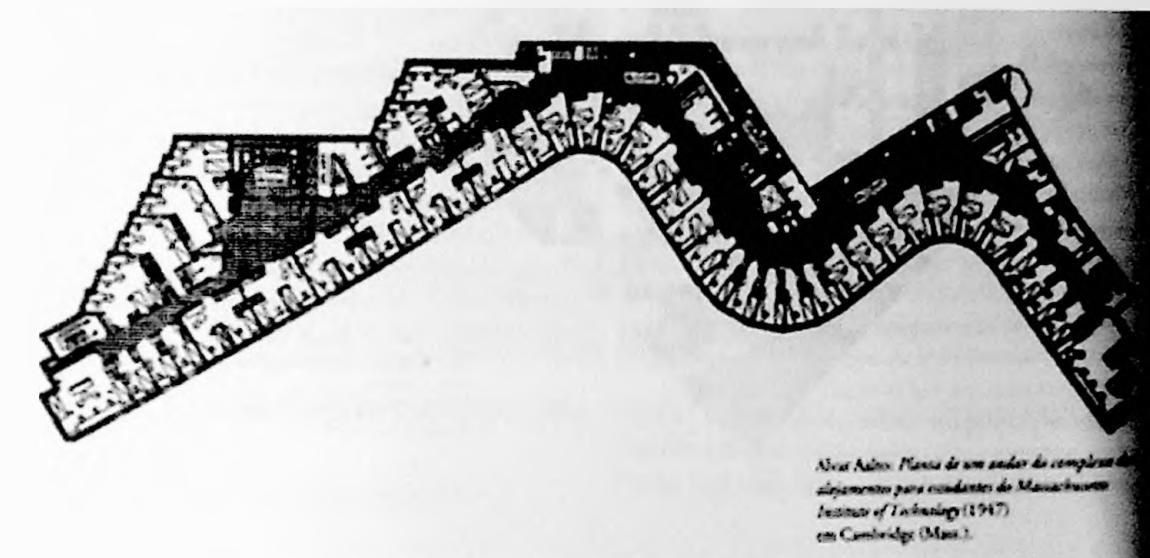 Alvar Aalto: Planta de um andar do complexo de
alojamentos para estudantes do Massachusetts
Institute of Technology (1947)
em Cambridge (Mass.).